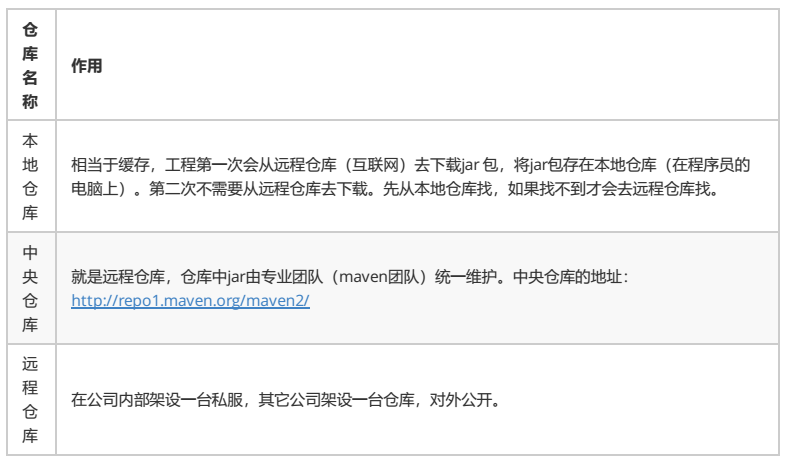 仓
库
名
称
作用
本
地
仓
库
相当于缓存，工程第一次会从远程仓库（互联网）去下载jar 包，将jar包存在本地仓库（在程序员的
电脑上）。第二次不需要从远程仓库去下载。先从本地仓库找，如果找不到才会去远程仓库找。
中
央
仓
库
就是远程仓库，仓库中jar由专业团队（maven团队）统一维护。中央仓库的地址：
http://repo1.maven.org/maven2/
远
程
仓
库
在公司内部架设一台私服，其它公司架设一台仓库，对外公开。